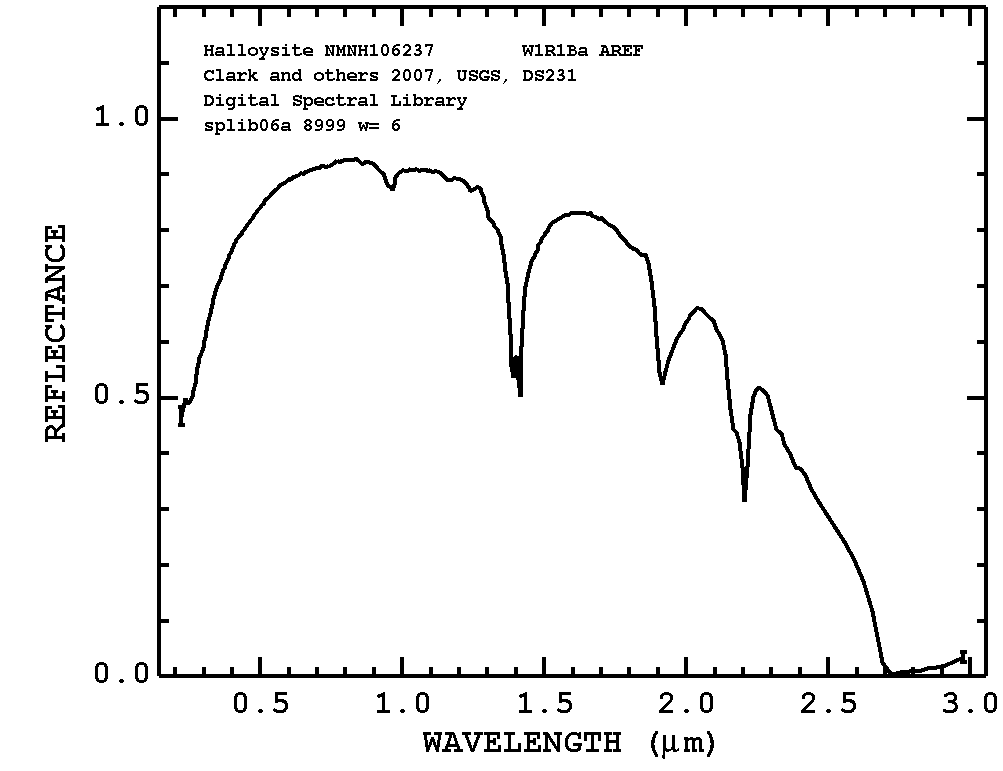 Halloysite NMNH106237 W1R1Ba AREF
Clark and others 2007, USGS, DS231
Digital Spectral Library
splib06a 8999 w= 6
1.0
0.5
0.0
REFLECTANCE
0.5 1.0 1.5 2.0 2.5 3.0
WAVELENGTH (μm)